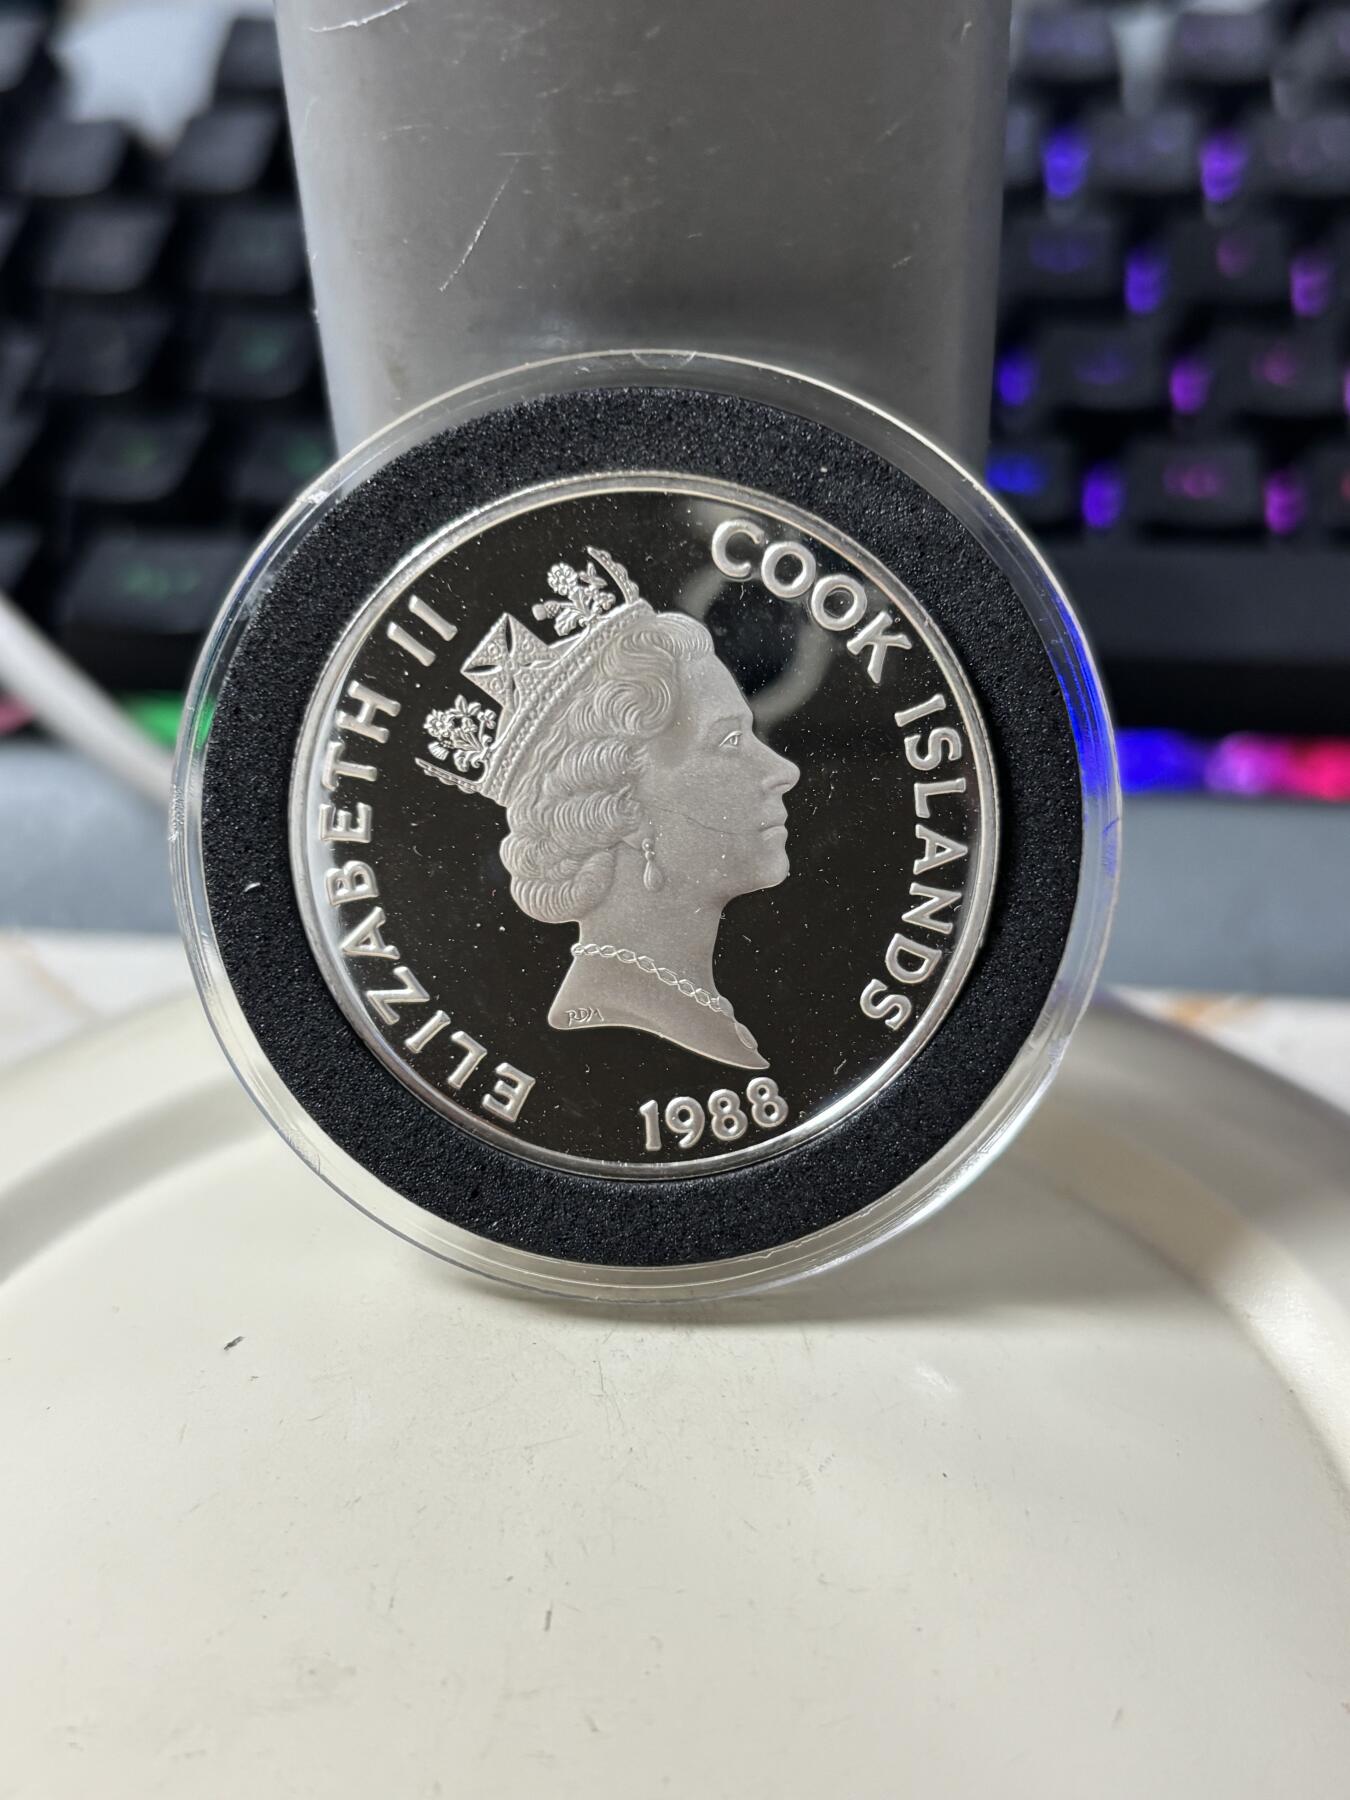 ELIZABETH II
COOK ISLANDS
RDM
1988